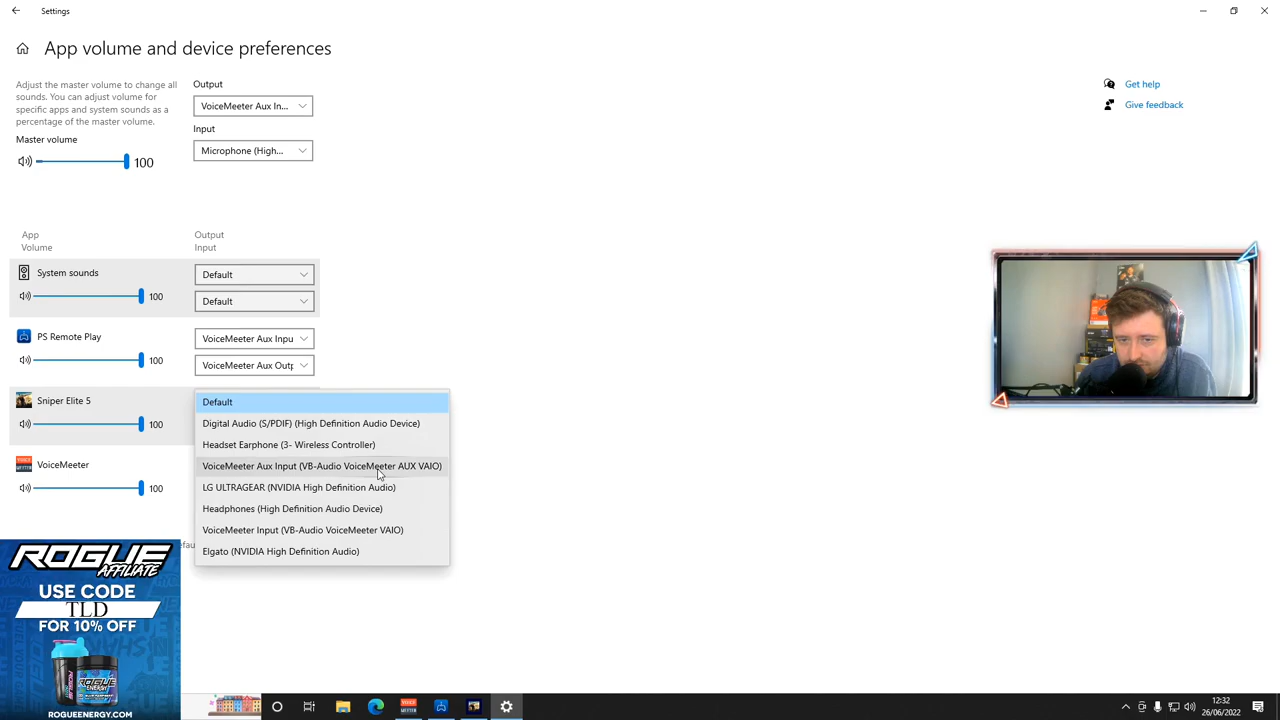 Settings
App volume and device preferences
Adjust the master volume to change all
sounds. You can adjust volume for
specific apps and system sounds as a
percentage of the master volume.
Master volume
100
Output
VoiceMeeter Aux In...
Input
Microphone (High...
Get help
Give feedback
App
Volume
Output
Input
System sounds
100
Default
Default
PS Remote Play
100
VoiceMeeter Aux Inpu
VoiceMeeter Aux Outp
Sniper Elite 5
100
Default
Digital Audio (S/PDIF) (High Definition Audio Device)
Headset Earphone (3- Wireless Controller)
VoiceMeeter Aux Input (VB-Audio VoiceMeeter AUX VAIO)
LG ULTRAGEAR (NVIDIA High Definition Audio)
Headphones (High Definition Audio Device)
VoiceMeeter Input (VB-Audio VoiceMeeter VAIO)
Elgato (NVIDIA High Definition Audio)
VoiceMeeter
100
ROGUE
AFFILIATE
USE CODE
TLD
FOR 10% OFF
ROGUE
ENERGY
ROGUEENERGY.COM
12:32
26/06/2022